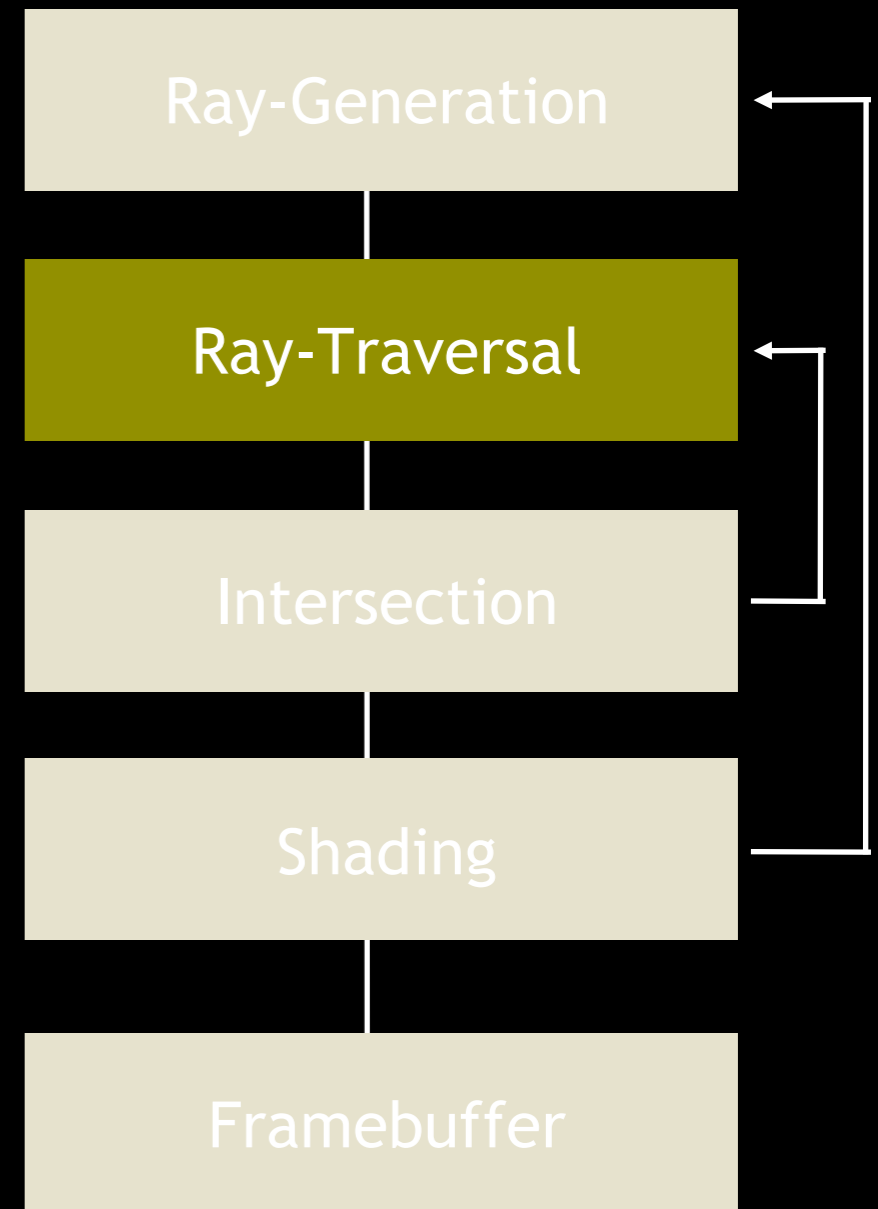 Ray-Generation
Ray-Traversal
Intersection
Shading
Framebuffer